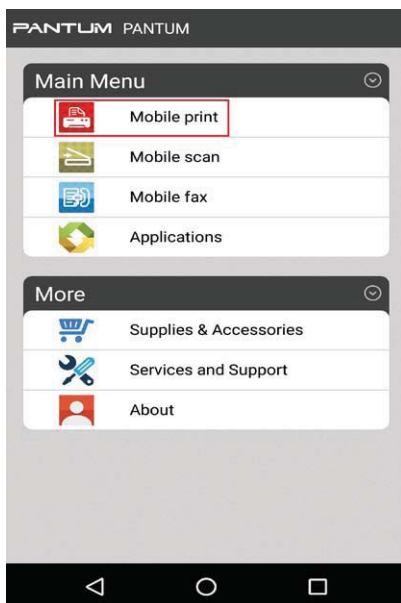 PANTUM PANTUM
Main Menu
Mobile print
Mobile scan
Mobile fax
Applications
More
Supplies & Accessories
Services and Support
About